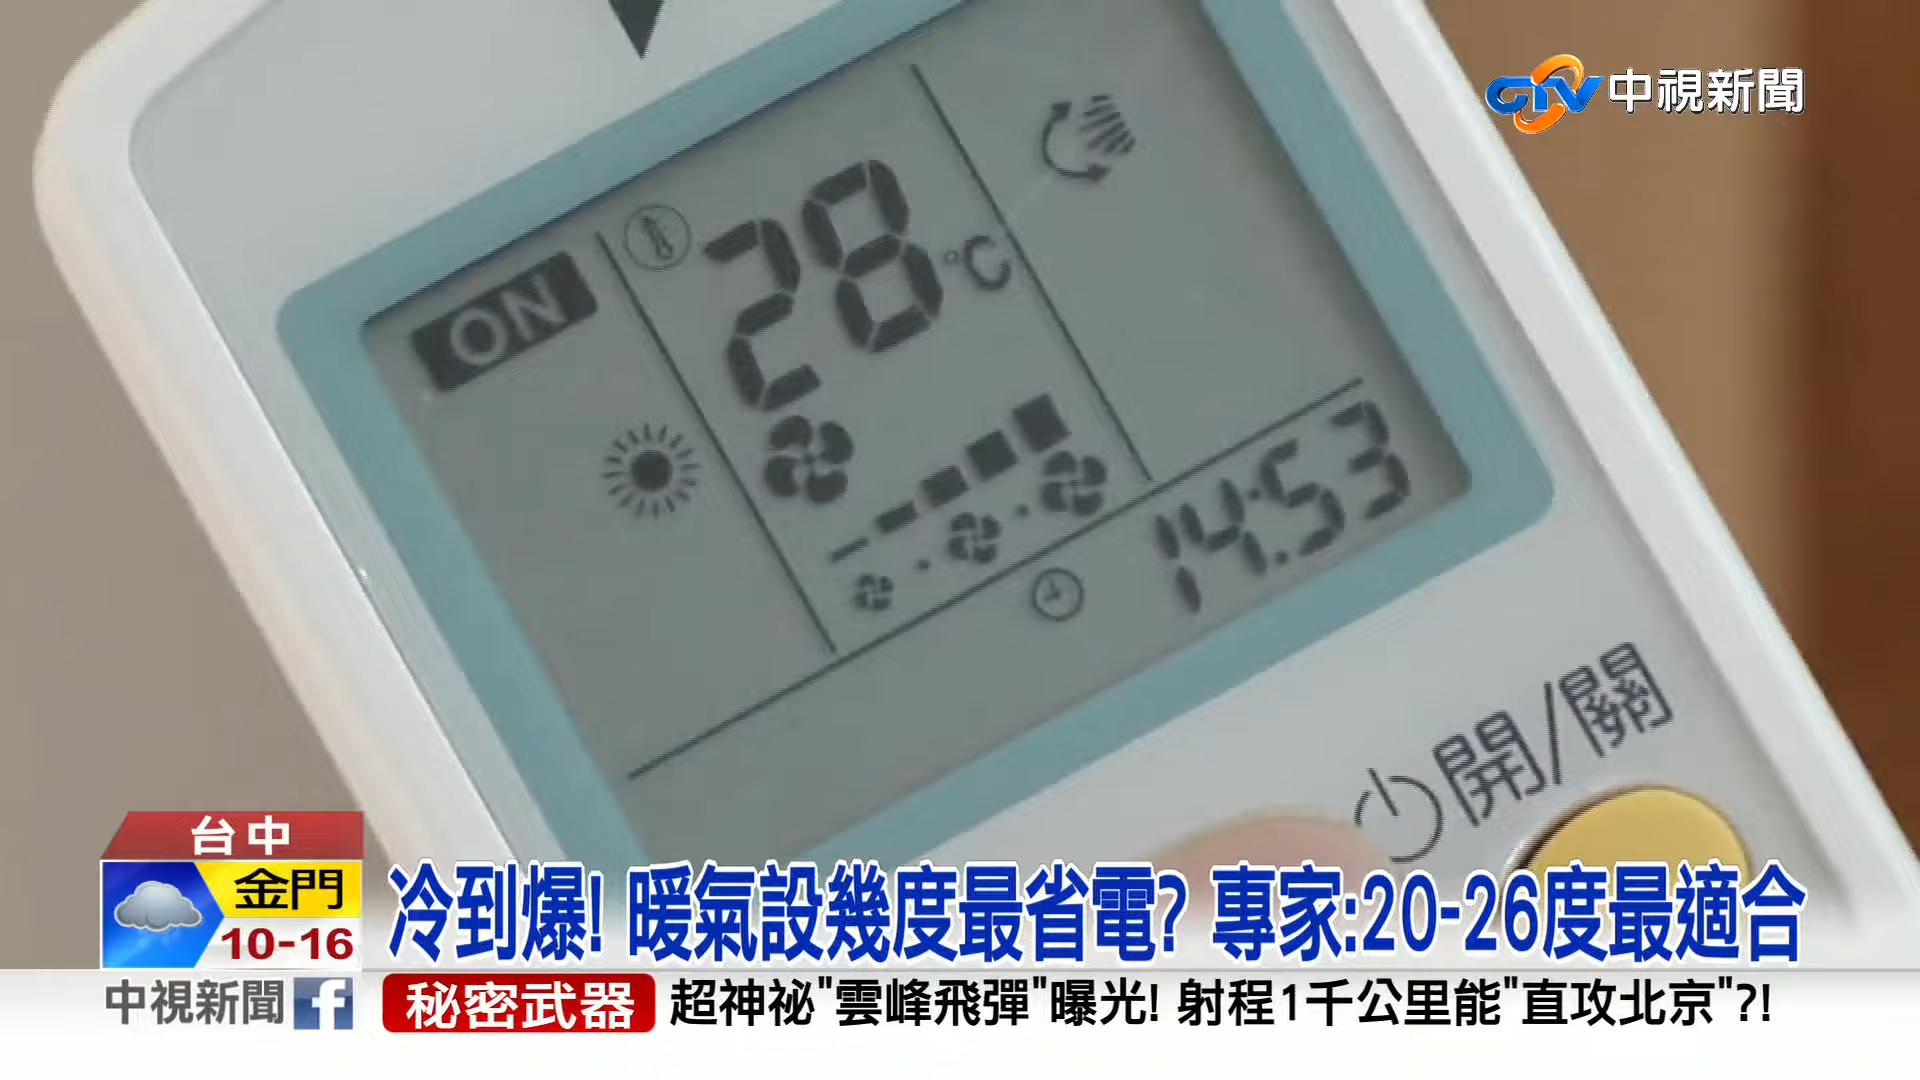 CTV 中視新聞
ON
28℃
14:53
開/關
台中
金門
10-16
冷到爆! 暖氣設幾度最省電? 專家:20-26度最適合
中視新聞 f
秘密武器 超神祕"雲峰飛彈"曝光! 射程1千公里能"直攻北京"?!